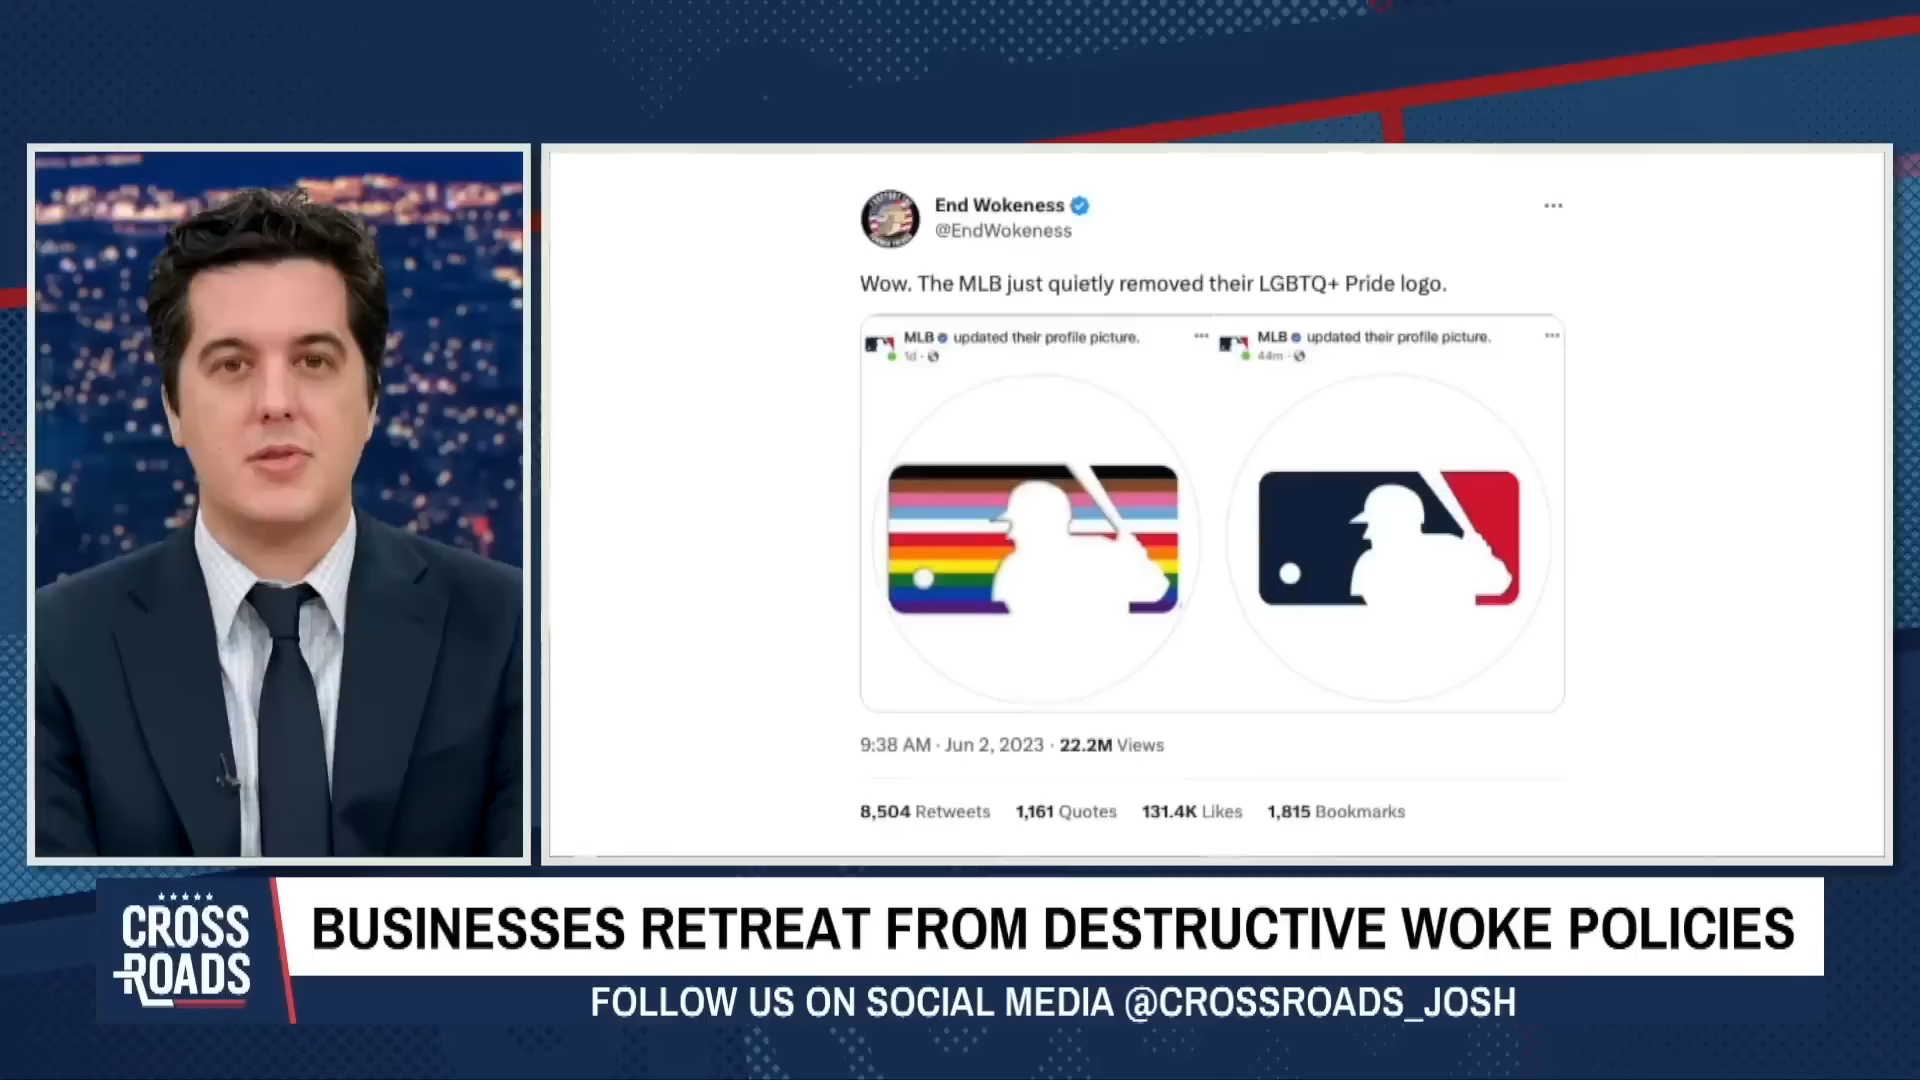 End Wokeness
@EndWokeness
Wow. The MLB just quietly removed their LGBTQ+ Pride logo.
MLB updated their profile picture.
1d ·
MLB updated their profile picture.
44m ·
9:38 AM · Jun 2, 2023 · 22.2M Views
8,504 Retweets 1,161 Quotes 131.4K Likes 1,815 Bookmarks
CROSS
ROADS
BUSINESSES RETREAT FROM DESTRUCTIVE WOKE POLICIES
FOLLOW US ON SOCIAL MEDIA @CROSSROADS_JOSH